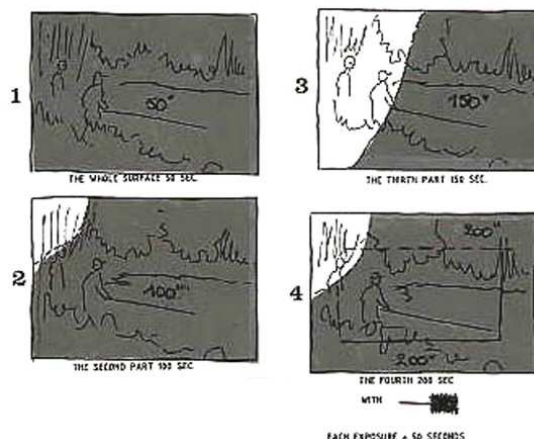 1
50"
THE WHOLE SURFACE 50 SEC.
2
100"
THE SECOND PART 100 SEC
3
150"
THE THIRTH PART 150 SEC.
4
200"
200"
THE FOURTH 200 SEC
WITH
EACH EXPOSURE + 50 SECONDS